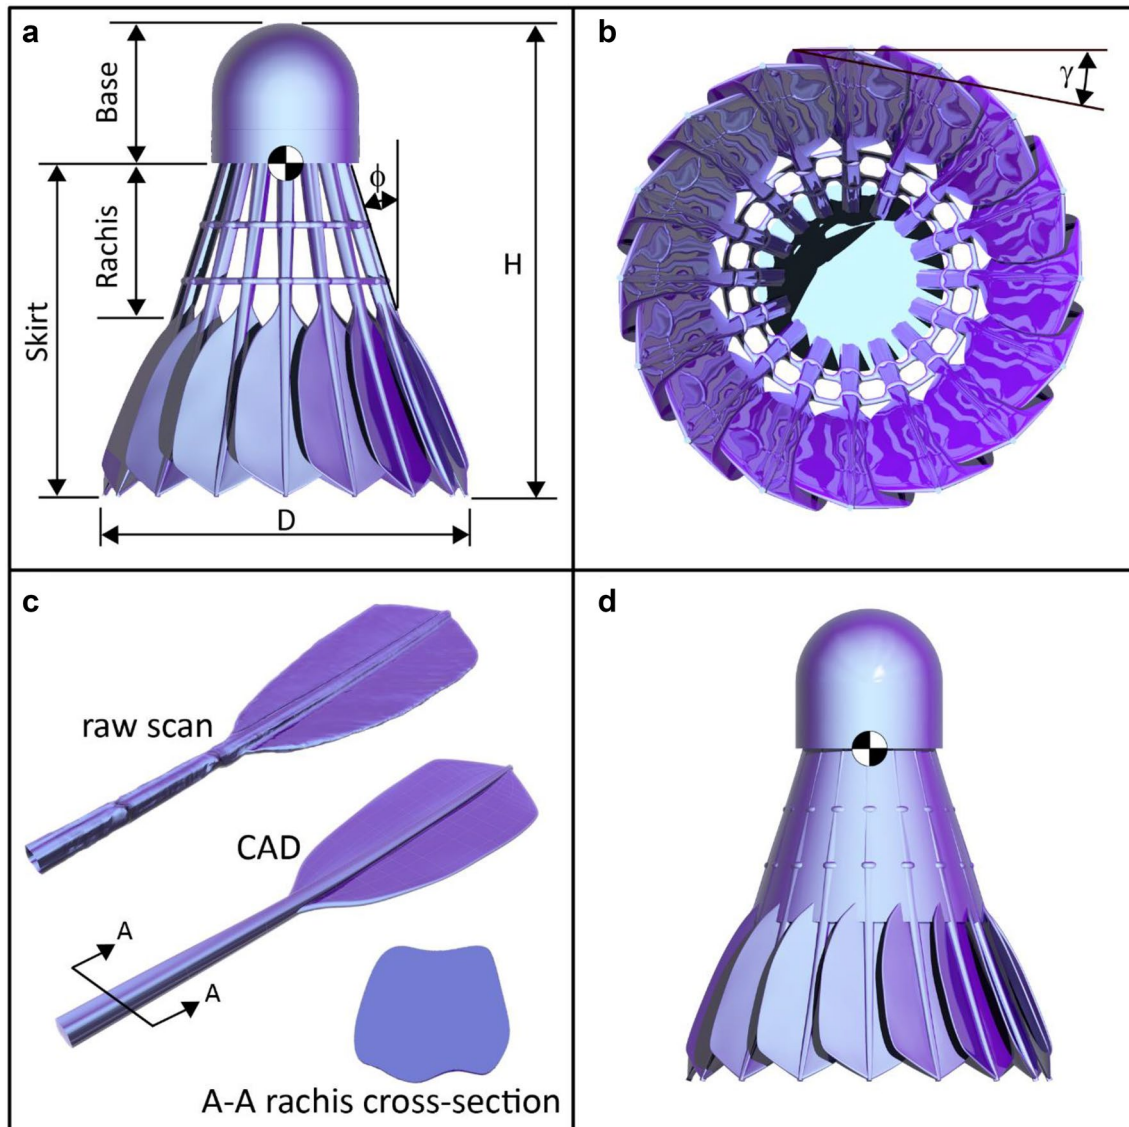 a
Base
Skirt
Rachis
ϕ
H
D
b
γ
c
raw scan
CAD
A
A
A-A rachis cross-section
d